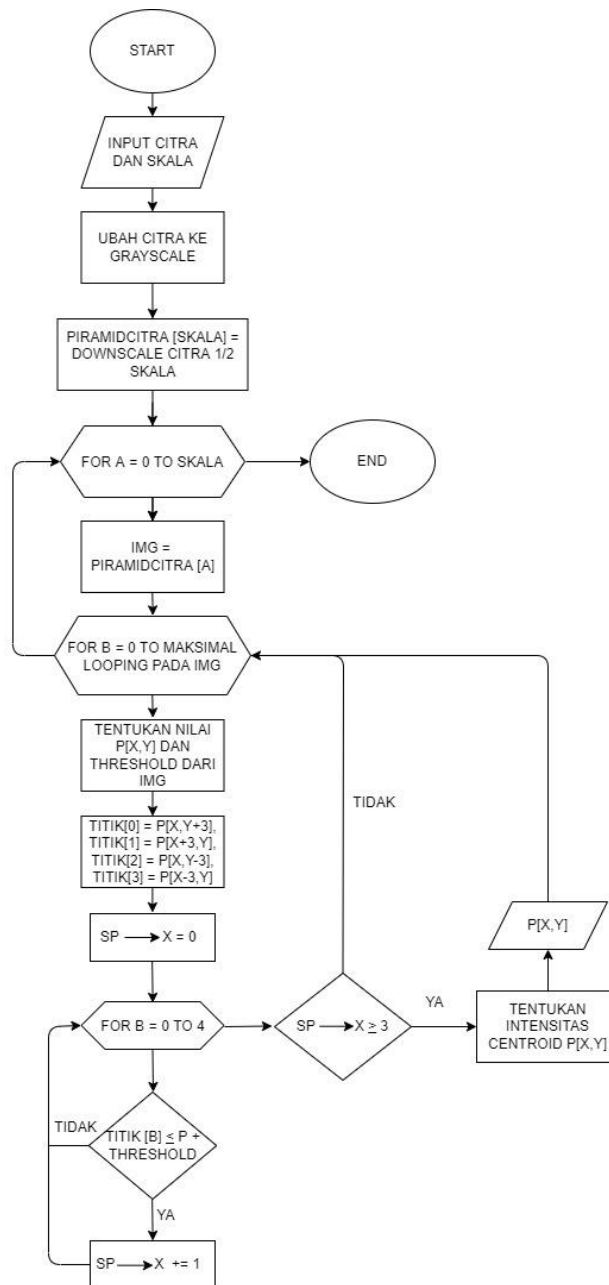 START
INPUT CITRA
DAN SKALA
UBAH CITRA KE
GRAYSCALE
PIRAMIDCITRA [SKALA] =
DOWNSCALE CITRA 1/2
SKALA
FOR A = 0 TO SKALA
END
IMG =
PIRAMIDCITRA [A]
FOR B = 0 TO MAKSIMAL
LOOPING PADA IMG
TENTUKAN NILAI
P[X,Y] DAN
THRESHOLD DARI
IMG
TIDAK
TITIK[0] = P[X,Y+3],
TITIK[1] = P[X+3,Y],
TITIK[2] = P[X,Y-3],
TITIK[3] = P[X-3,Y]
P[X,Y]
SP → X = 0
FOR B = 0 TO 4
SP → X ≥ 3
YA
TENTUKAN
INTENSITAS
CENTROID P[X,Y]
TIDAK
TITIK [B] ≤ P +
THRESHOLD
YA
SP → X += 1